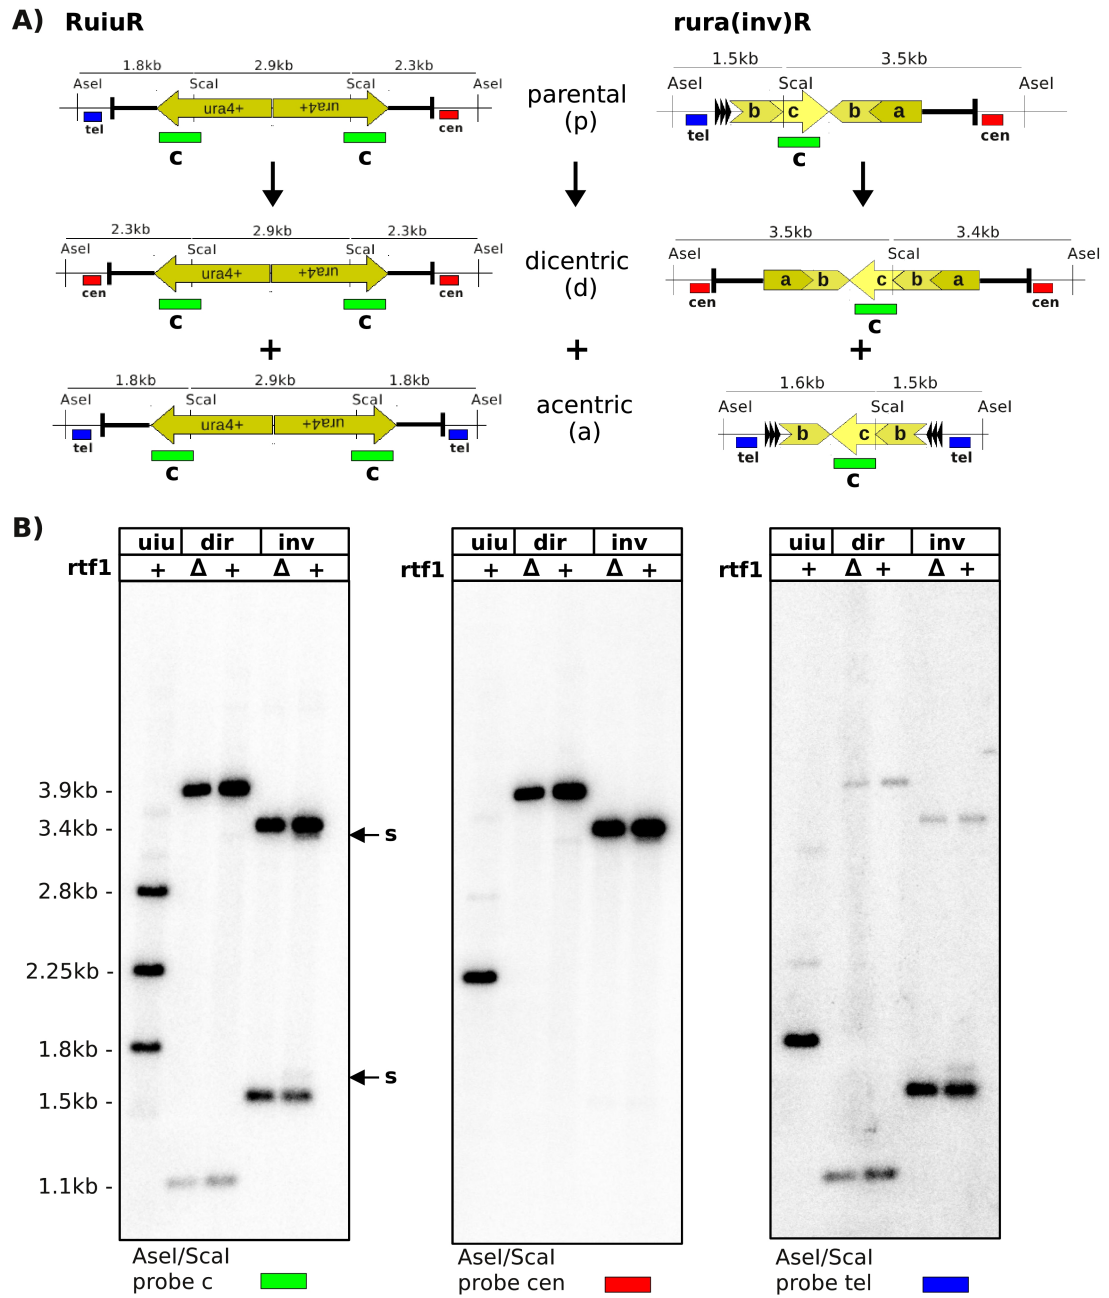 A) RuiuR rura(inv)R
1.8kb 2.9kb 2.3kb
AseI ScaI ScaI AseI
ura4+ ura4+
tel cen
c c
parental
(p)
1.5kb 3.5kb
AseI ScaI AseI
b c b a
tel cen
c
2.3kb 2.9kb 2.3kb
AseI ScaI ScaI AseI
ura4+ ura4+
cen cen
c c
dicentric
(d)
3.5kb 3.4kb
AseI ScaI AseI
a b c b a
cen cen
c
+ + +
1.8kb 2.9kb 1.8kb
AseI ScaI ScaI AseI
ura4+ ura4+
tel tel
c c
acentric
(a)
1.6kb 1.5kb
AseI ScaI AseI
b c b
tel tel
c
B)
uiu dir inv
rtf1 + Δ + Δ +
3.9kb -
3.4kb -
s
2.8kb -
2.25kb -
1.8kb -
s
1.5kb -
1.1kb -
AseI/ScaI
probe c
uiu dir inv
rtf1 + Δ + Δ +
AseI/ScaI
probe cen
uiu dir inv
rtf1 + Δ + Δ +
AseI/ScaI
probe tel